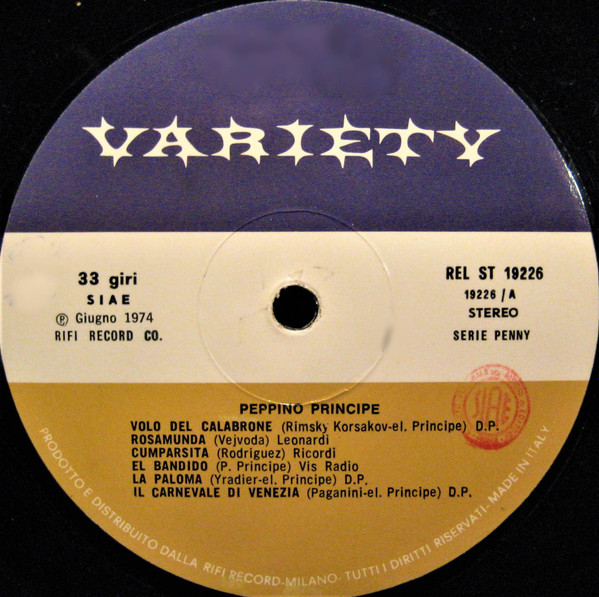 VARIETY
33 giri
SIAE
℗ Giugno 1974
RIFI RECORD CO.
REL ST 19226
19226/A
STEREO
SERIE PENNY
PEPPINO PRINCIPE
VOLO DEL CALABRONE (Rimsky Korsakov-el. Principe) D.P.
ROSAMUNDA (Vejvoda) Leonardi
CUMPARSITA (Rodriguez) Ricordi
EL BANDIDO (P. Principe) Vis Radio
LA PALOMA (Yradier-el. Principe) D.P.
IL CARNEVALE DI VENEZIA (Paganini-el. Principe) D.P.
SIAE
PRODOTTO E DISTRIBUITO DALLA RIFI RECORD-MILANO-TUTTI I DIRITTI RISERVATI-MADE IN ITALY